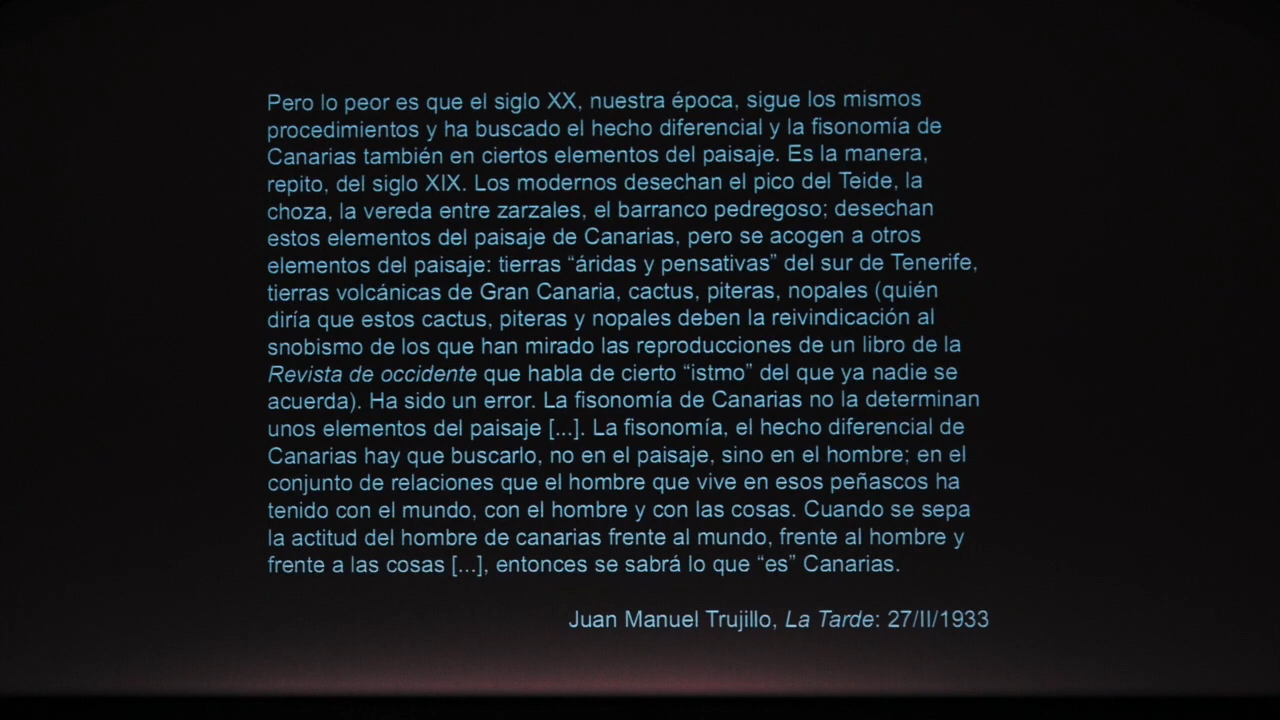 Pero lo peor es que el siglo XX, nuestra época, sigue los mismos
procedimientos y ha buscado el hecho diferencial y la fisonomía de
Canarias también en ciertos elementos del paisaje. Es la manera,
repito, del siglo XIX. Los modernos desechan el pico del Teide, la
choza, la vereda entre zarzales, el barranco pedregoso; desechan
estos elementos del paisaje de Canarias, pero se acogen a otros
elementos del paisaje: tierras “áridas y pensativas” del sur de Tenerife,
tierras volcánicas de Gran Canaria, cactus, piteras, nopales (quién
diría que estos cactus, piteras y nopales deben la reivindicación al
snobismo de los que han mirado las reproducciones de un libro de la
Revista de occidente que habla de cierto “istmo” del que ya nadie se
acuerda). Ha sido un error. La fisonomía de Canarias no la determinan
unos elementos del paisaje [...]. La fisonomía, el hecho diferencial de
Canarias hay que buscarlo, no en el paisaje, sino en el hombre; en el
conjunto de relaciones que el hombre que vive en esos peñascos ha
tenido con el mundo, con el hombre y con las cosas. Cuando se sepa
la actitud del hombre de canarias frente al mundo, frente al hombre y
frente a las cosas [...], entonces se sabrá lo que “es” Canarias.
Juan Manuel Trujillo, La Tarde: 27/II/1933